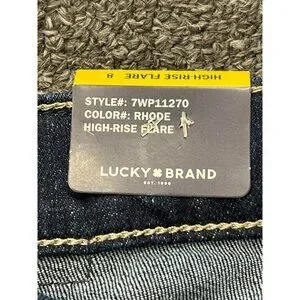 HIGH-RISE FLARE 8
STYLE#: 7WP11270
COLOR#: RHODE
HIGH-RISE FLARE
LUCKY BRAND
EST. 1990